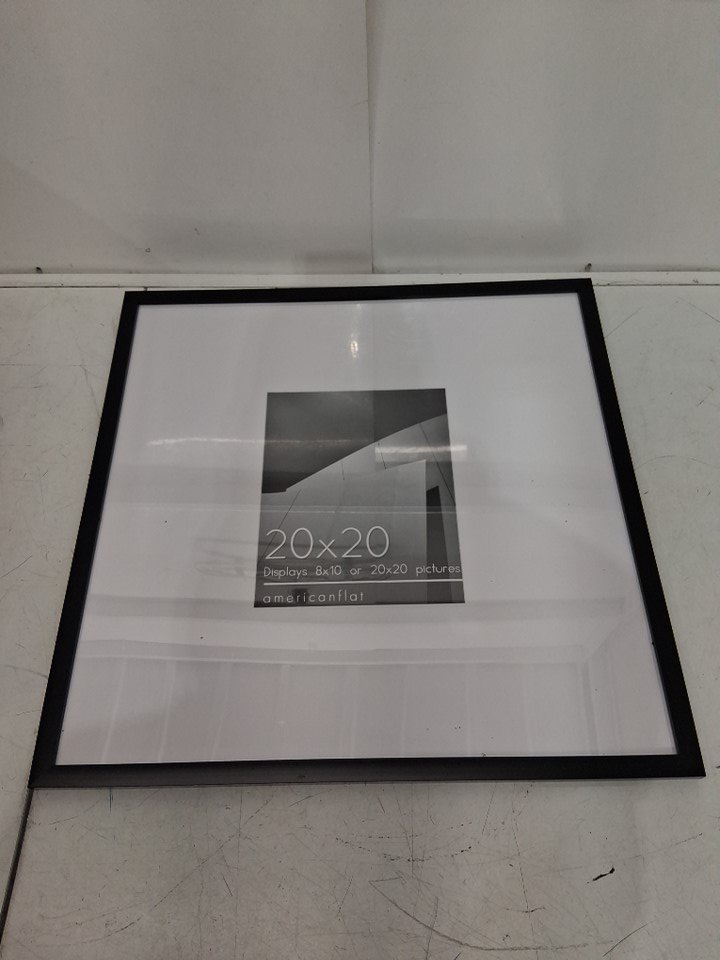 20x20
Displays 8x10 or 20x20 pictures
americanflat